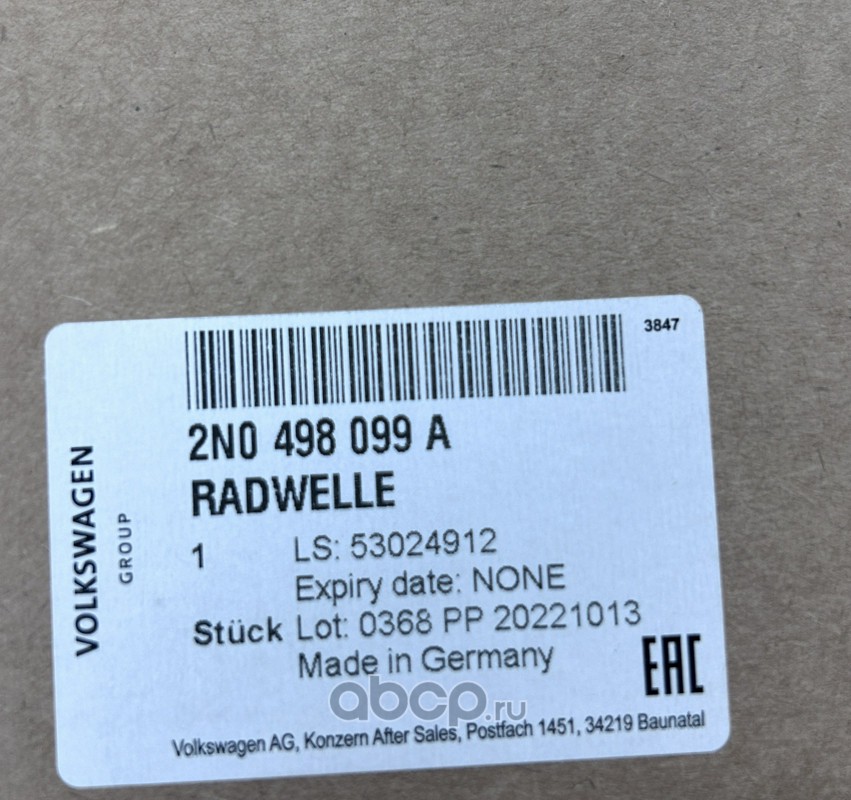 3847
2N0 498 099 A
RADWELLE
1
LS: 53024912
Expiry date: NONE
Stück
Lot: 0368 PP 20221013
Made in Germany
EAC
Volkswagen AG, Konzern After Sales, Postfach 1451, 34219 Baunatal
VOLKSWAGEN
GROUP
abcp.ru